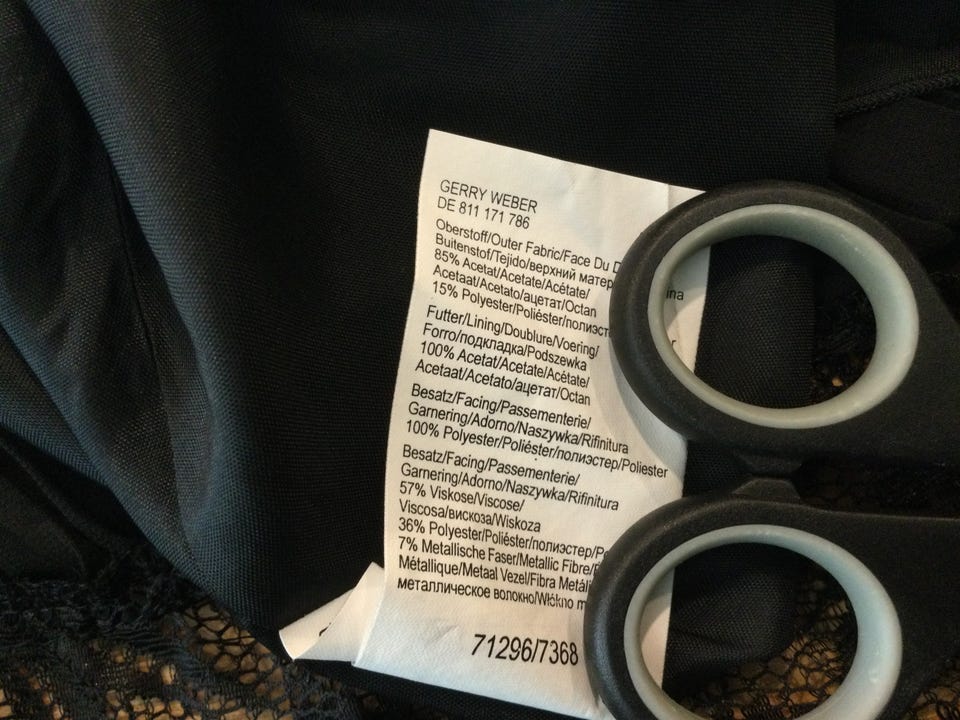 GERRY WEBER
DE 811 171 786
Oberstoff/Outer Fabric/Face Du
Buitenstof/Tejido/верхний
85% Acetat/Acetate/Acétate/
Acetaat/Acetato/ацетат/Octan
15% Polyester/Poliéster/
Futter/Lining/Doublure/Voering/
Forro/подкладка/Podszewka
100% Acetat/Acetate/Acétate/
Acetaat/Acetato/ацетат/Octan
Besatz/Facing/Passementerie/
Garnering/Adorno/Naszywka/Rifinitura
100% Polyester/Poliéster/полиэстер/Poliester
Besatz/Facing/Passementerie/
Garnering/Adorno/Naszywka/Rifinitura
57% Viskose/Viscose/
Viscosa/вискоза/Wiskoza
36% Polyester/Poliéster/полиэстер/
7% Metallische Faser/Metallic Fibre/
Métallique/Metaal Vezel/Fibra
металлическое волокно/Włókno
71296/7368